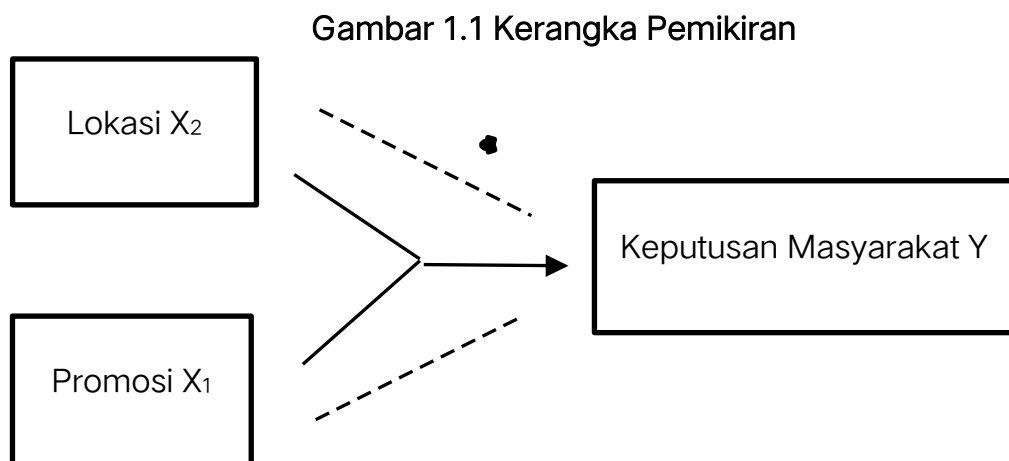 Gambar 1.1 Kerangka Pemikiran
Lokasi X2
Keputusan Masyarakat Y
Promosi X1